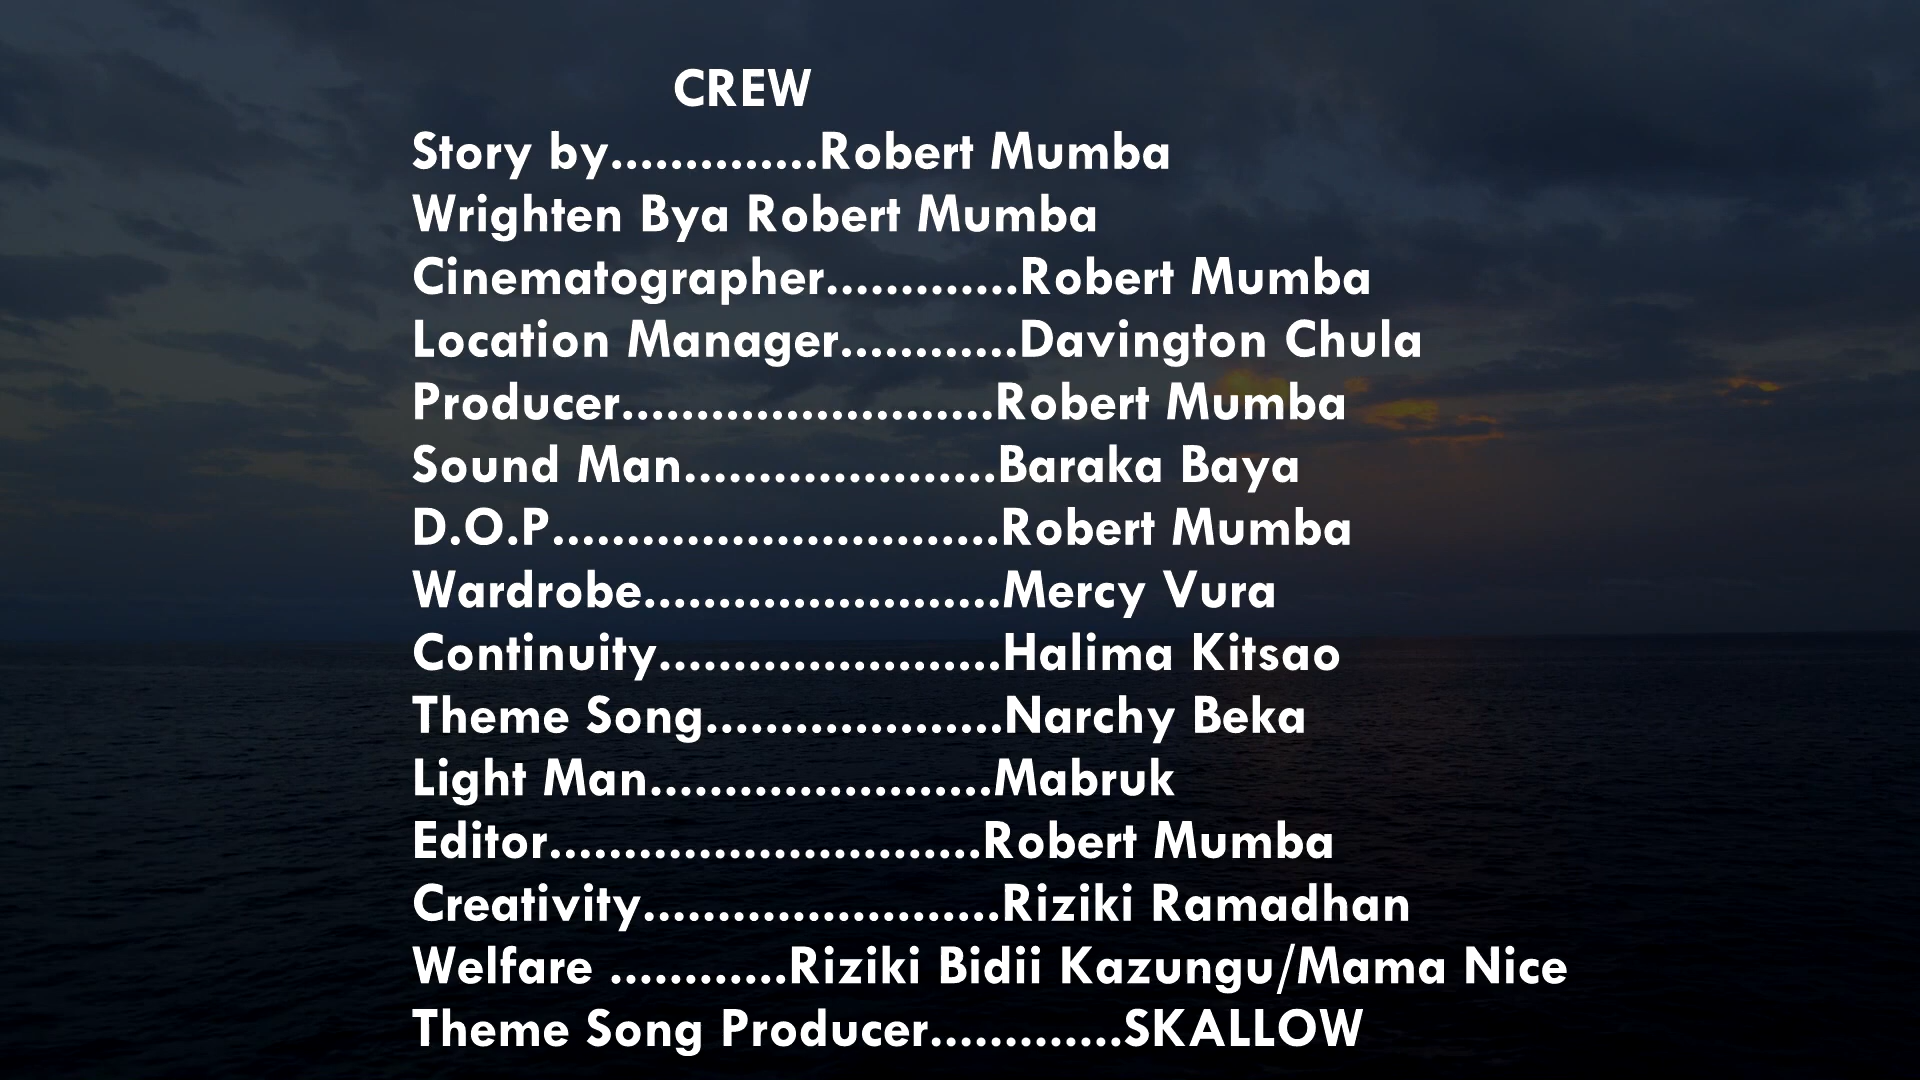 CREW
Story by..............Robert Mumba
Wrighten Bya Robert Mumba
Cinematographer.............Robert Mumba
Location Manager............Davington Chula
Producer.........................Robert Mumba
Sound Man.....................Baraka Baya
D.O.P..............................Robert Mumba
Wardrobe........................Mercy Vura
Continuity.......................Halima Kitsao
Theme Song....................Narchy Beka
Light Man.......................Mabruk
Editor.............................Robert Mumba
Creativity........................Riziki Ramadhan
Welfare ............Riziki Bidii Kazungu/Mama Nice
Theme Song Producer.............SKALLOW